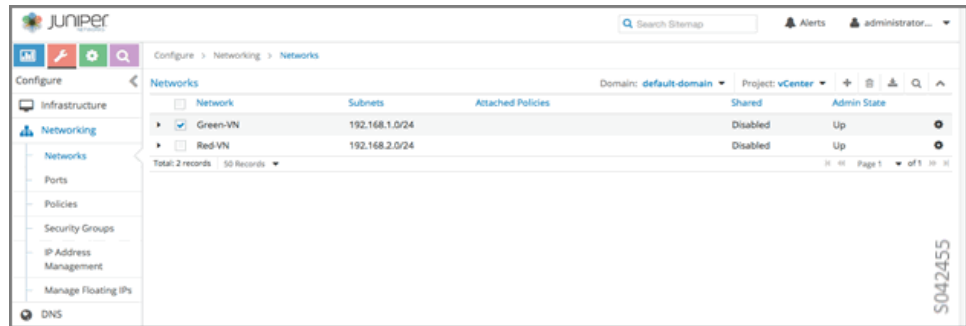 JUNIPER
NETWORKS
Search Sitemap
Alerts
administrator...
Configure > Networking > Networks
Configure
Infrastructure
Networking
Networks
Ports
Policies
Security Groups
IP Address
Management
Manage Floating IPs
DNS
Networks
Domain: default-domain Project: vCenter
Network Subnets Attached Policies Shared Admin State
Green-VN 192.168.1.0/24 Disabled Up
Red-VN 192.168.2.0/24 Disabled Up
Total: 2 records 50 Records Page 1 of 1
S042455